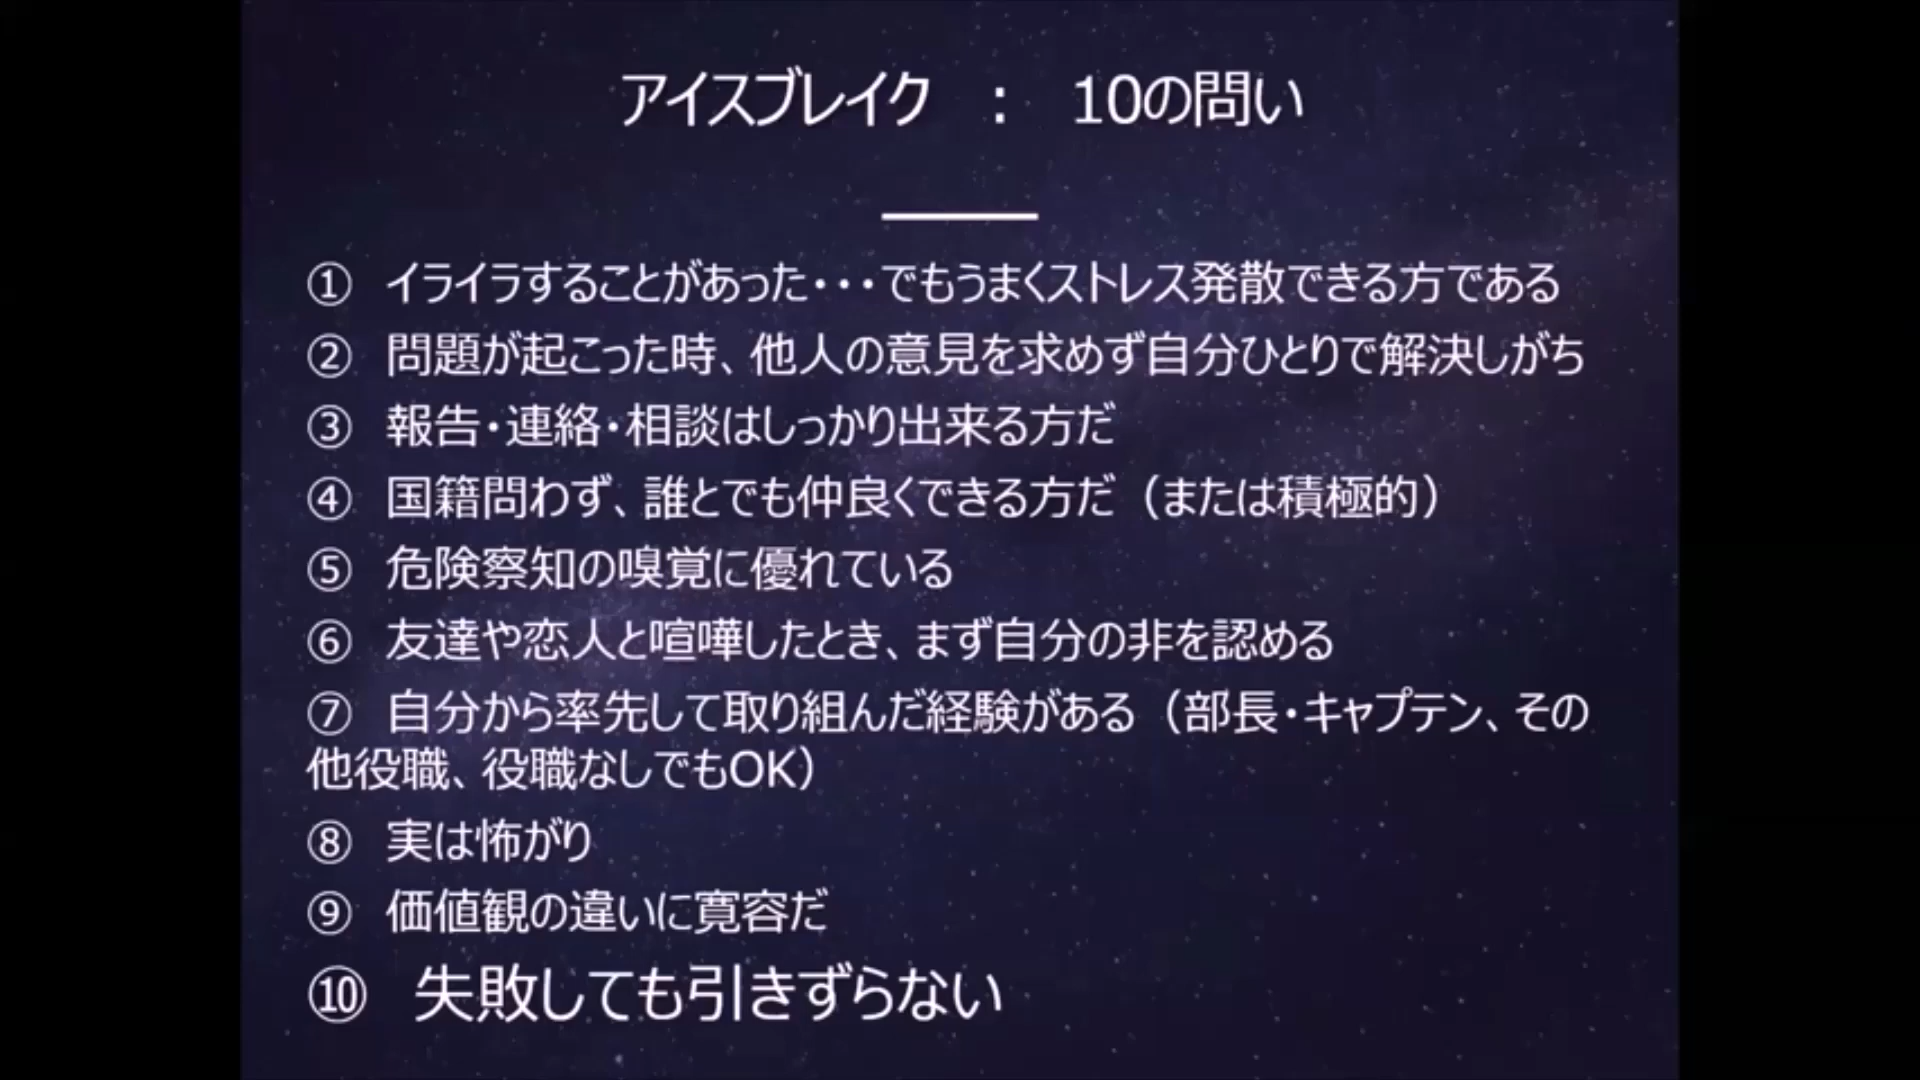 アイスブレイク　：　10の問い
①　イライラすることがあった・・・でもうまくストレス発散できる方である
②　問題が起こった時、他人の意見を求めず自分ひとりで解決しがち
③　報告・連絡・相談はしっかり出来る方だ
④　国籍問わず、誰とでも仲良くできる方だ（または積極的）
⑤　危険察知の嗅覚に優れている
⑥　友達や恋人と喧嘩したとき、まず自分の非を認める
⑦　自分から率先して取り組んだ経験がある（部長・キャプテン、その
他役職、役職なしでもOK）
⑧　実は怖がり
⑨　価値観の違いに寛容だ
⑩　失敗しても引きずらない